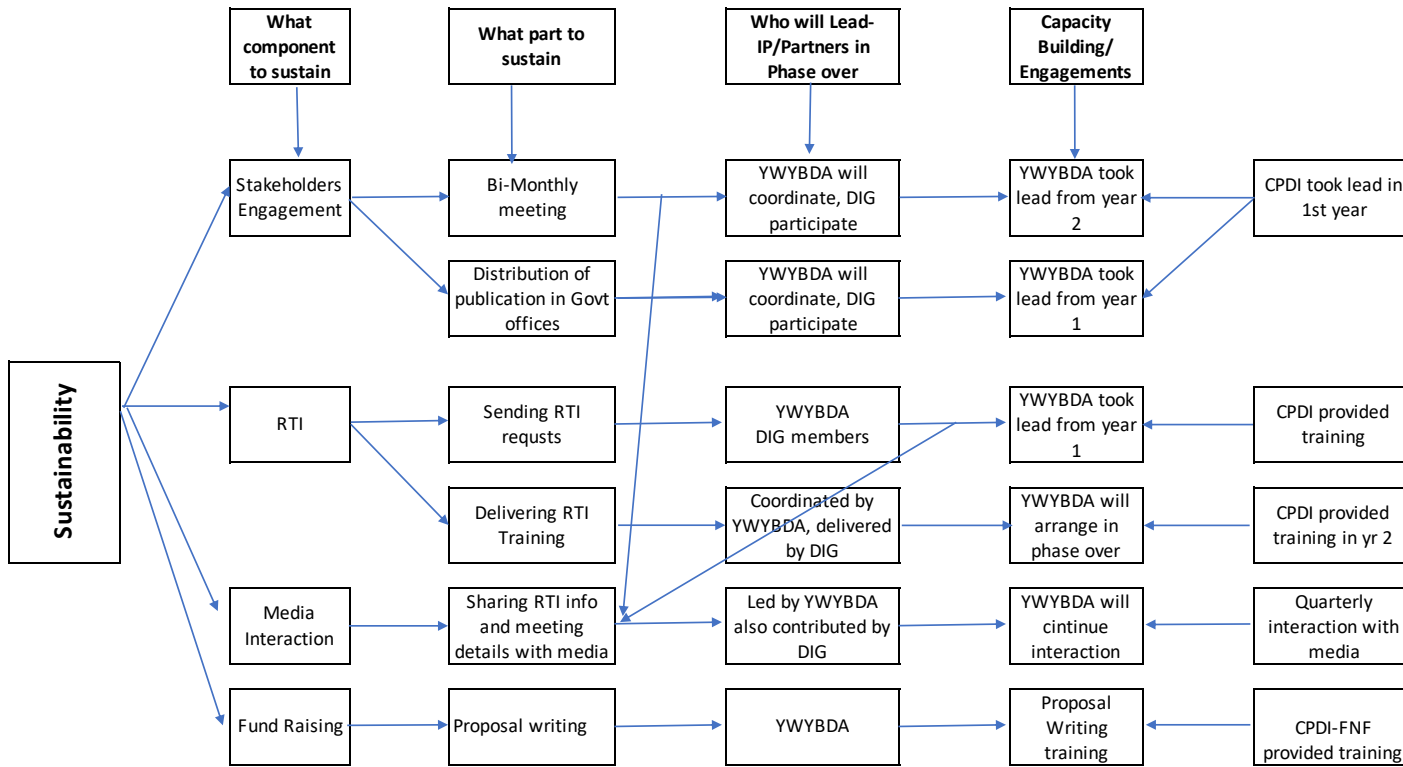 What
component
to sustain
What part to
sustain
Who will Lead-
IP/Partners in
Phase over
Capacity
Building/
Engagements
Stakeholders
Engagement
Bi-Monthly
meeting
YWYBDA will
coordinate, DIG
participate
YWYBDA took
lead from year
2
CPDI took lead in
1st year
Distribution of
publication in Govt
offices
YWYBDA will
coordinate, DIG
participate
YWYBDA took
lead from year
1
Sustainability
RTI
Sending RTI
requsts
YWYBDA
DIG members
YWYBDA took
lead from year
1
CPDI provided
training
Delivering RTI
Training
Coordinated by
YWYBDA, delivered
by DIG
YWYBDA will
arrange in
phase over
CPDI provided
training in yr 2
Media
Interaction
Sharing RTI info
and meeting
details with media
Led by YWYBDA
also contributed by
DIG
YWYBDA will
cintinue
interaction
Quarterly
interaction with
media
Fund Raising
Proposal writing
YWYBDA
Proposal
Writing
training
CPDI-FNF
provided training